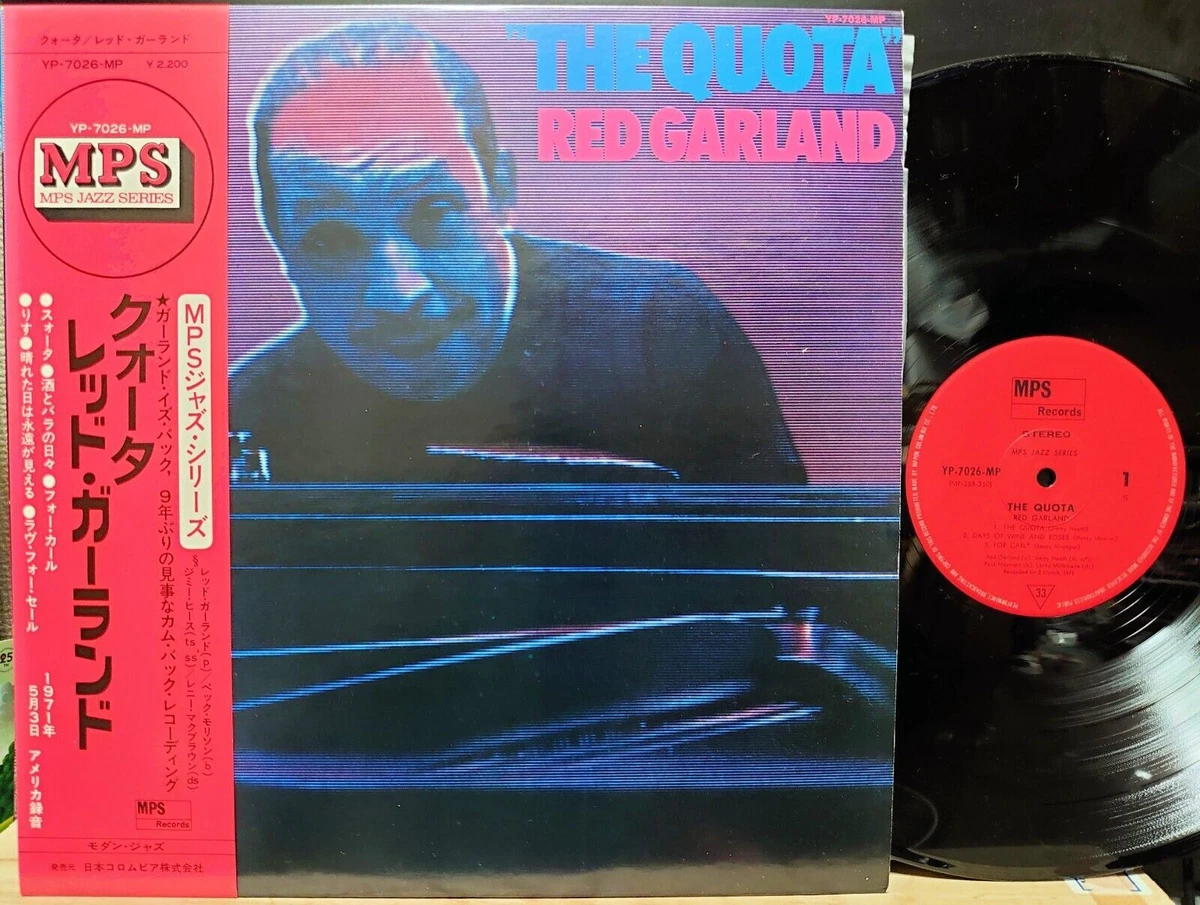 クォータ/レッド・ガーランド
YP-7026-MP ¥2,200
YP-7026-MP
MPS
MPS JAZZ SERIES
MPSジャズ・シリーズ
★ガーランド・イズ・バック, 9年ぶりの見事なカム・バック・レコーディング
クォータ
レッド・ガーランド
レッド・ガーランド(p)/ペック・モリソン(b)
ジミー・ヒース(ts, ss)/レニー・マクブラウン(ds)
●スォータ ●酒とバラの日々 ●フォー・カール
●りす ●晴れた日は永遠が見える ●ラヴ・フォー・セール
1971年
5月3日 アメリカ録音
MPS
Records
モダン・ジャズ
発売元 日本コロムビア株式会社
YP-7026-MP
"THE QUOTA"
RED GARLAND
MPS
Records
STEREO
MPS JAZZ SERIES
YP-7026-MP
1
THE QUOTA
RED GARLAND
1. THE QUOTA (Jimmy Heath)
2. DAYS OF WINE AND ROSES
3. FOR CARL
33